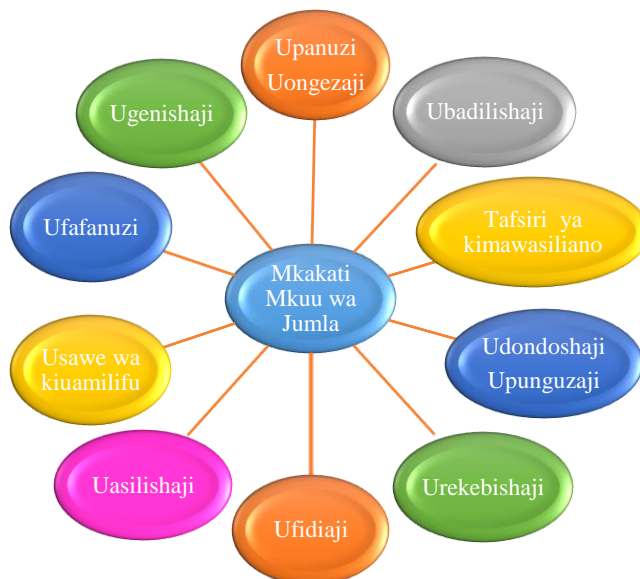 Upanuzi
Uongezaji
Ugenishaji
Ubadilishaji
Ufafanuzi
Tafsiri ya
kimawasiliano
Mkakati
Mkuu wa
Jumla
Usawe wa
kiuamilifu
Udondoshaji
Upunguzaji
Uasilishaji
Urekebishaji
Ufidiaji